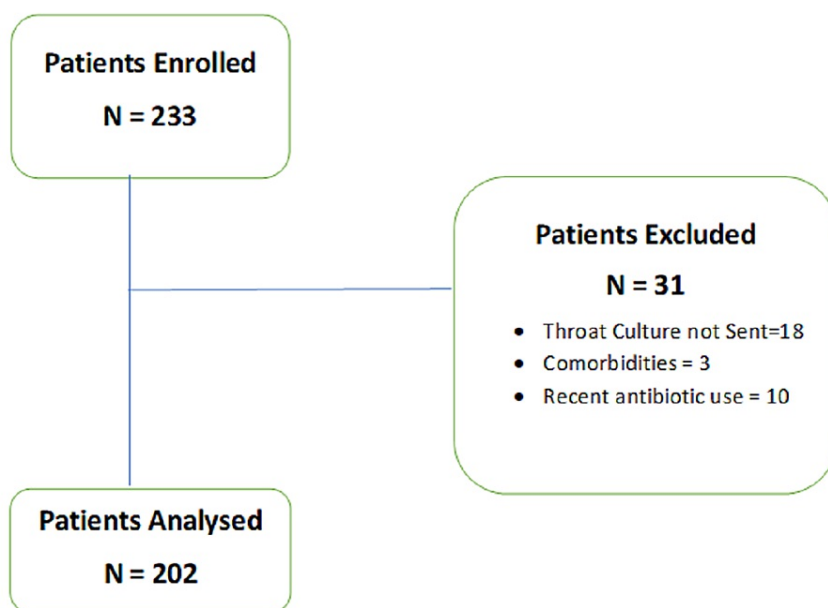 Patients Enrolled
N = 233
Patients Excluded
N = 31
• Throat Culture not Sent=18
• Comorbidities = 3
• Recent antibiotic use = 10
Patients Analysed
N = 202